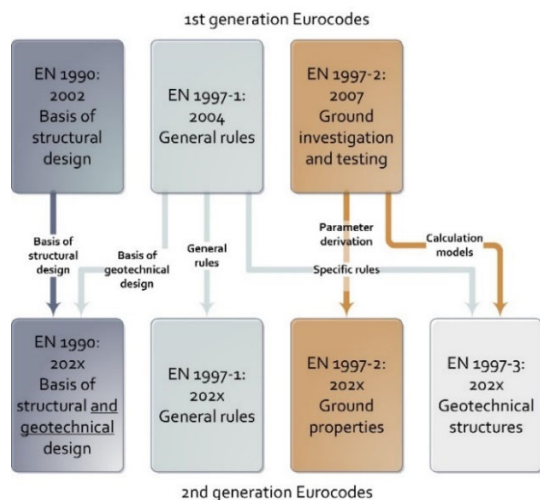 1st generation Eurocodes
EN 1990:
2002
Basis of
structural
design
EN 1997-1:
2004
General rules
EN 1997-2:
2007
Ground
investigation
and testing
Basis of
structural
design
Basis of
geotechnical
design
General
rules
Parameter
derivation
Specific rules
Calculation
models
EN 1990:
202x
Basis of
structural and
geotechnical
design
EN 1997-1:
202x
General rules
EN 1997-2:
202x
Ground
properties
EN 1997-3:
202x
Geotechnical
structures
2nd generation Eurocodes